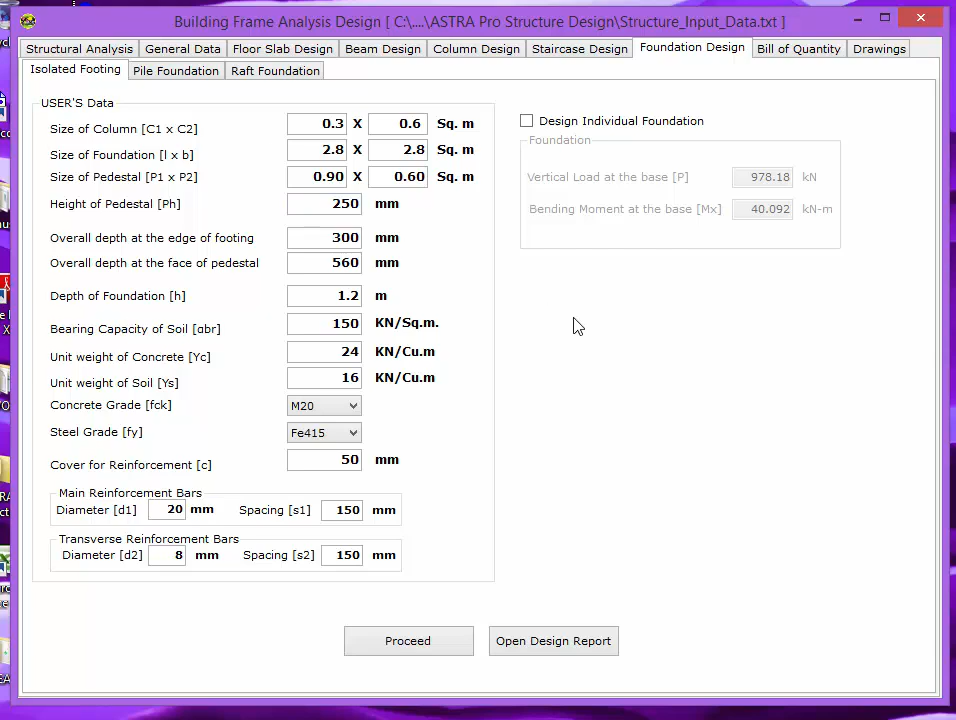 Building Frame Analysis Design [ C:\....\ASTRA Pro Structure Design\Structure_Input_Data.txt ]
Structural Analysis General Data Floor Slab Design Beam Design Column Design Staircase Design Foundation Design Bill of Quantity Drawings
Isolated Footing Pile Foundation Raft Foundation
USER'S Data
Size of Column [C1 x C2] 0.3 X 0.6 Sq. m
Size of Foundation [l x b] 2.8 X 2.8 Sq. m
Size of Pedestal [P1 x P2] 0.90 X 0.60 Sq. m
Height of Pedestal [Ph] 250 mm
Overall depth at the edge of footing 300 mm
Overall depth at the face of pedestal 560 mm
Depth of Foundation [h] 1.2 m
Bearing Capacity of Soil [αbr] 150 KN/Sq.m.
Unit weight of Concrete [Yc] 24 KN/Cu.m
Unit weight of Soil [Ys] 16 KN/Cu.m
Concrete Grade [fck] M20
Steel Grade [fy] Fe415
Cover for Reinforcement [c] 50 mm
Main Reinforcement Bars
Diameter [d1] 20 mm Spacing [s1] 150 mm
Transverse Reinforcement Bars
Diameter [d2] 8 mm Spacing [s2] 150 mm
Design Individual Foundation
Foundation
Vertical Load at the base [P] 978.18 kN
Bending Moment at the base [Mx] 40.092 kN-m
Proceed Open Design Report